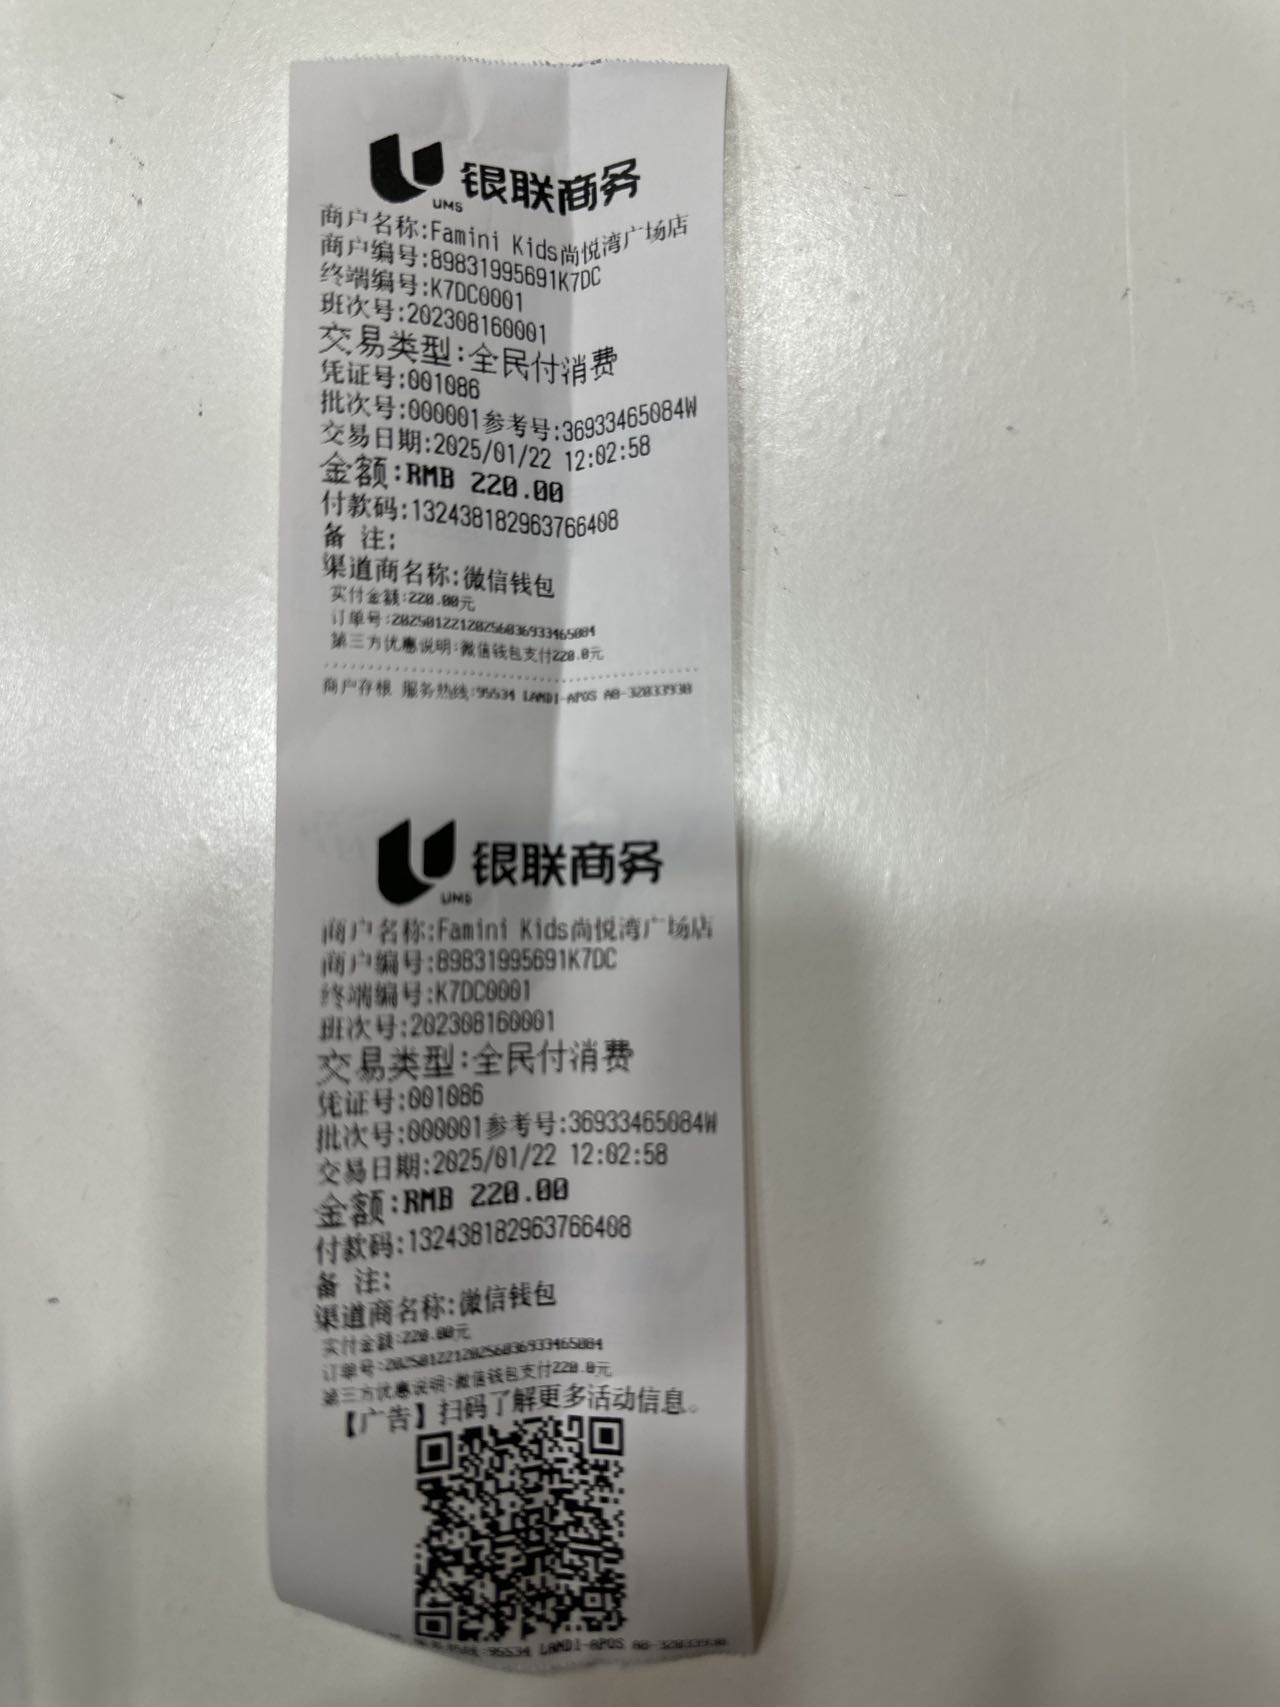 UMS 银联商务
商户名称:Famini Kids尚悦湾广场店
商户编号:89831995691K7DC
终端编号:K7DC0001
班次号:202308160001
交易类型:全民付消费
凭证号:001086
批次号:000001参考号:36933465084W
交易日期:2025/01/22 12:02:58
金额:RMB 220.00
付款码:132438182963766408
备 注:
渠道商名称:微信钱包
实付金额:220.00元
订单号:20250122120256036933465084
第三方优惠说明:微信钱包支付220.0元
商户存根 服务热线:95534 LANDI-APOS A8-32033930
UMS 银联商务
商户名称:Famini Kids尚悦湾广场店
商户编号:89831995691K7DC
终端编号:K7DC0001
班次号:202308160001
交易类型:全民付消费
凭证号:001086
批次号:000001参考号:36933465084W
交易日期:2025/01/22 12:02:58
金额:RMB 220.00
付款码:132438182963766408
备 注:
渠道商名称:微信钱包
实付金额:220.00元
订单号:20250122120256036933465084
第三方优惠说明:微信钱包支付220.0元
【广告】扫码了解更多活动信息。
95534 LANDI-APOS